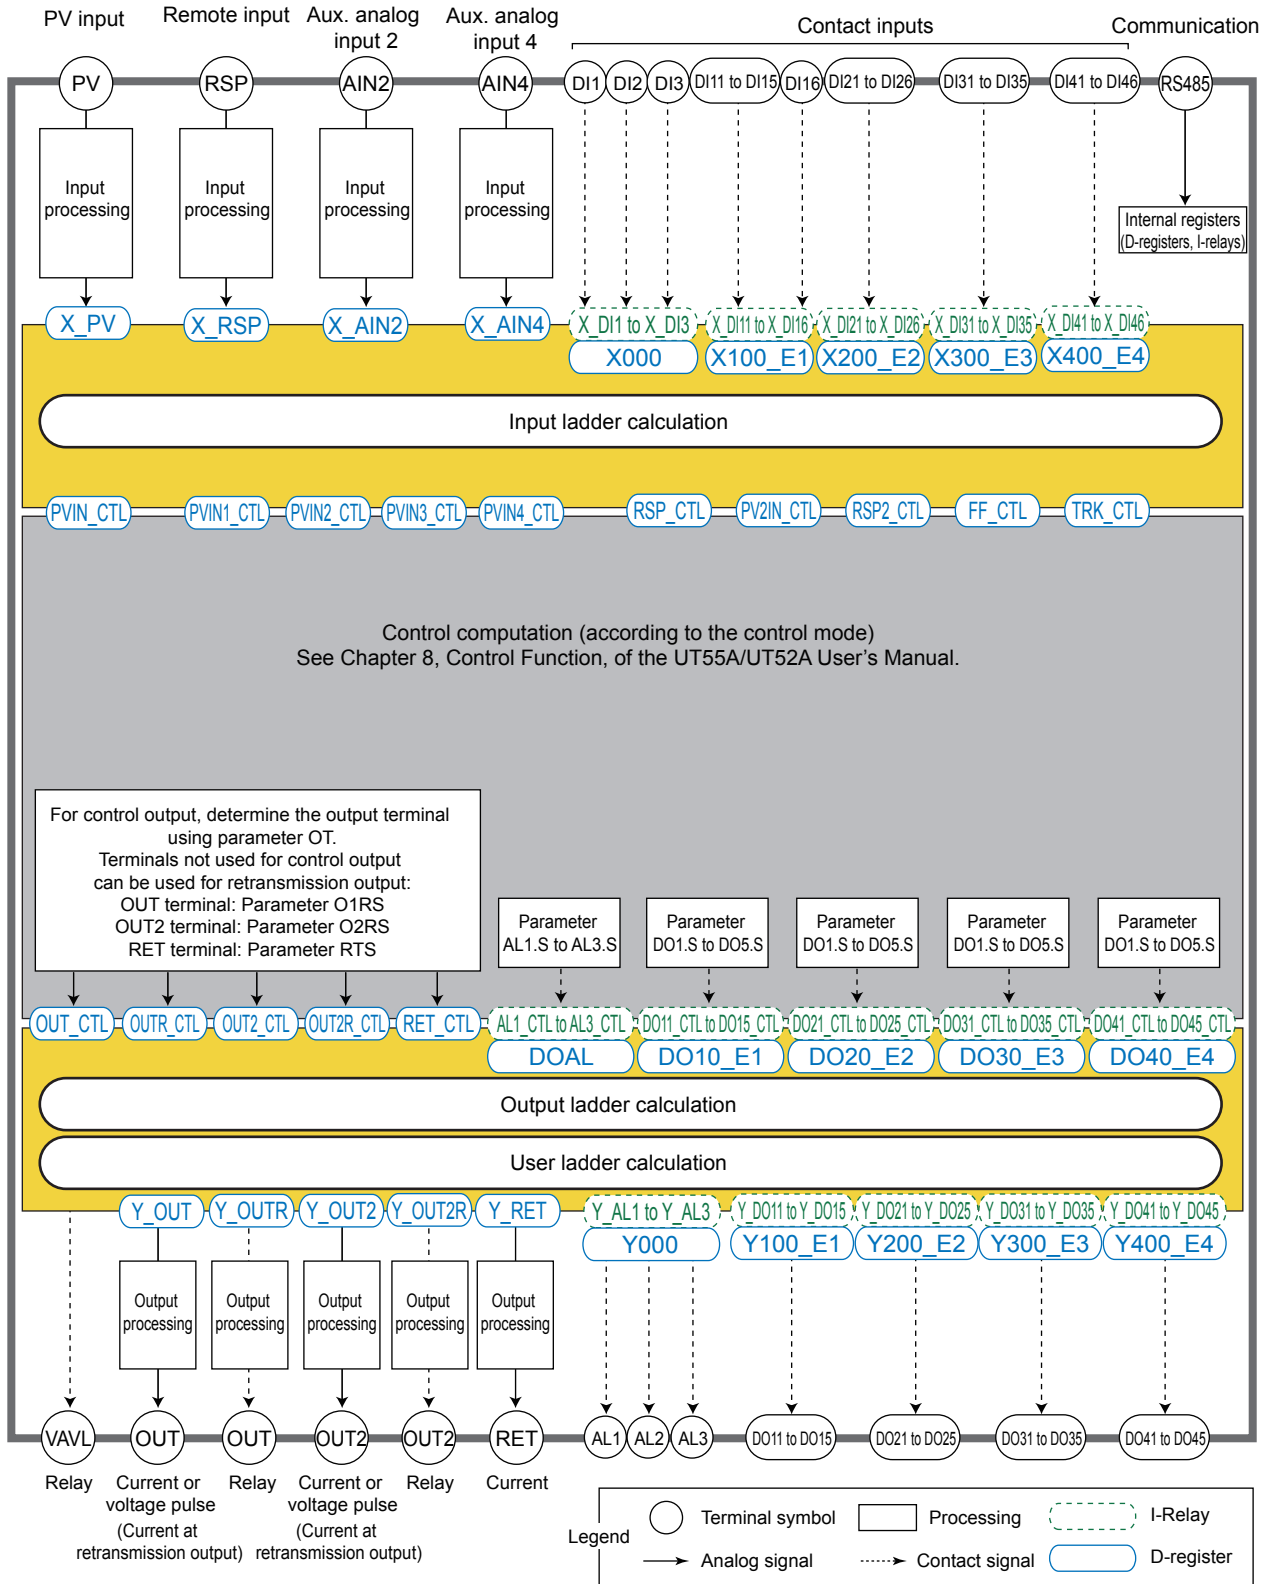 PV input
Remote input
Aux. analog
input 2
Aux. analog
input 4
Contact inputs
Communication
PV
RSP
AIN2
AIN4
DI1
DI2
DI3
DI11 to DI15
DI16
DI21 to DI26
DI31 to DI35
DI41 to DI46
RS485
Input
processing
Input
processing
Input
processing
Input
processing
Internal registers
(D-registers, I-relays)
X_PV
X_RSP
X_AIN2
X_AIN4
X_DI1 to X_DI3
X_DI11 to X_DI16
X_DI21 to X_DI26
X_DI31 to X_DI35
X_DI41 to X_DI46
X000
X100_E1
X200_E2
X300_E3
X400_E4
Input ladder calculation
PVIN_CTL
PVIN1_CTL
PVIN2_CTL
PVIN3_CTL
PVIN4_CTL
RSP_CTL
PV2IN_CTL
RSP2_CTL
FF_CTL
TRK_CTL
Control computation (according to the control mode)
See Chapter 8, Control Function, of the UT55A/UT52A User's Manual.
For control output, determine the output terminal
using parameter OT.
Terminals not used for control output
can be used for retransmission output:
OUT terminal: Parameter O1RS
OUT2 terminal: Parameter O2RS
RET terminal: Parameter RTS
Parameter
AL1.S to AL3.S
Parameter
DO1.S to DO5.S
Parameter
DO1.S to DO5.S
Parameter
DO1.S to DO5.S
Parameter
DO1.S to DO5.S
OUT_CTL
OUTR_CTL
OUT2_CTL
OUT2R_CTL
RET_CTL
AL1_CTL to AL3_CTL
DO11_CTL to DO15_CTL
DO21_CTL to DO25_CTL
DO31_CTL to DO35_CTL
DO41_CTL to DO45_CTL
DOAL
DO10_E1
DO20_E2
DO30_E3
DO40_E4
Output ladder calculation
User ladder calculation
Y_OUT
Y_OUTR
Y_OUT2
Y_OUT2R
Y_RET
Y_AL1 to Y_AL3
Y_DO11 to Y_DO15
Y_DO21 to Y_DO25
Y_DO31 to Y_DO35
Y_DO41 to Y_DO45
Y000
Y100_E1
Y200_E2
Y300_E3
Y400_E4
Output
processing
Output
processing
Output
processing
Output
processing
Output
processing
VAVL
OUT
OUT
OUT2
OUT2
RET
AL1
AL2
AL3
DO11 to DO15
DO21 to DO25
DO31 to DO35
DO41 to DO45
Relay
Current or
voltage pulse
(Current at
retransmission output)
Relay
Current or
voltage pulse
(Current at
retransmission output)
Relay
Current
Legend
Terminal symbol
Processing
I-Relay
Analog signal
Contact signal
D-register